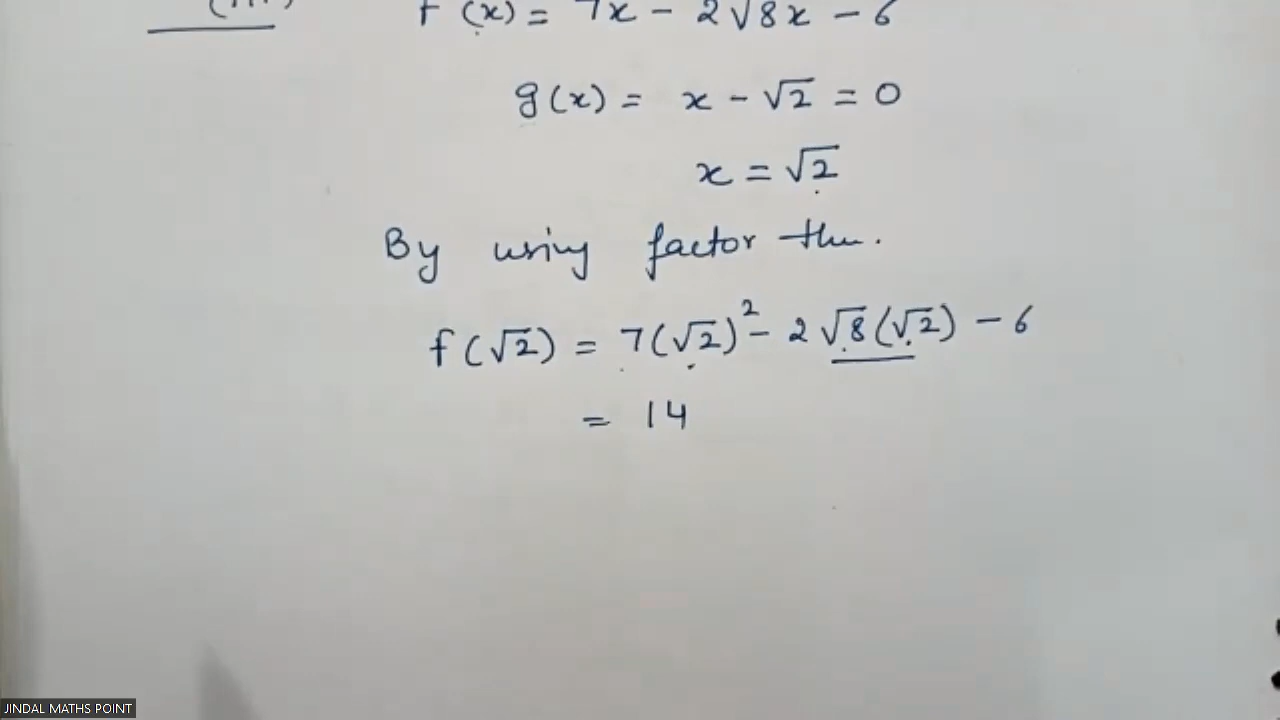 f(x) = 7x - 2√8x - 6
g(x) = x - √2 = 0
x = √2
By using factor thm.
f(√2) = 7(√2)² - 2√8(√2) - 6
= 14
JINDAL MATHS POINT